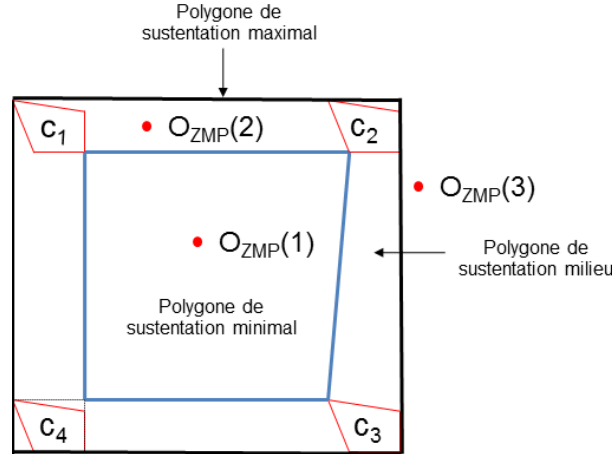 Polygone de
sustentation maximal
c1
OZMP(2)
c2
OZMP(3)
OZMP(1)
Polygone de
sustentation milieu
Polygone de
sustentation minimal
c4
c3